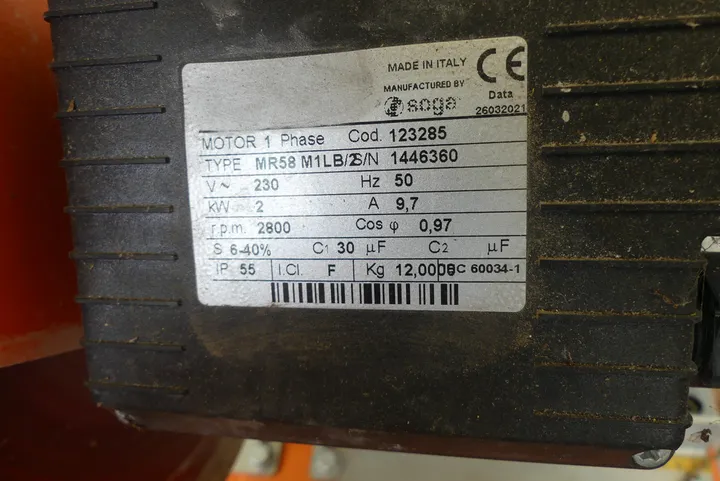 MADE IN ITALY CE
MANUFACTURED BY
soga Data
26032021
MOTOR 1 Phase Cod. 123285
TYPE MR58 M1LB/2 S/N 1446360
V~ 230 Hz 50
kW 2 A 9,7
r.p.m. 2800 Cos φ 0,97
S 6-40% C1 30 µF C2 µF
IP 55 I.Cl. F Kg 12,000 IEC 60034-1